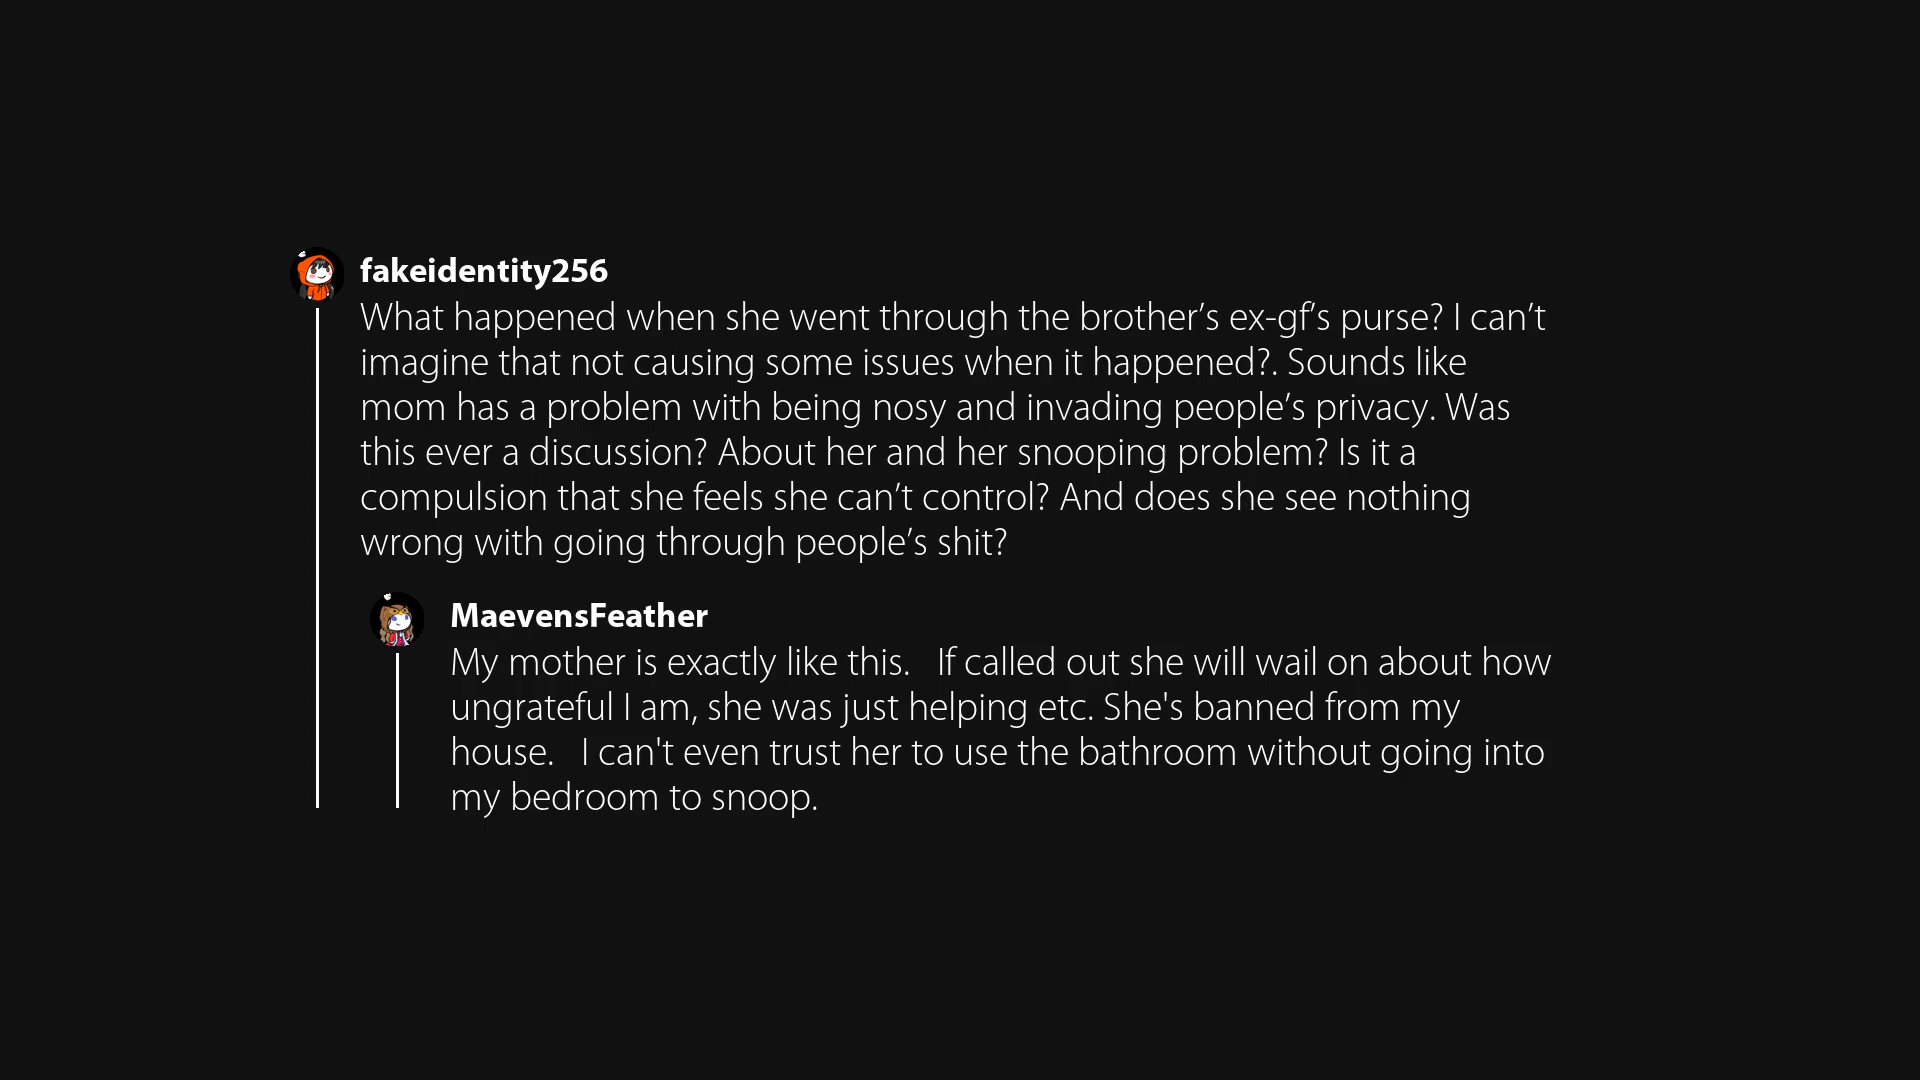 fakeidentity256
What happened when she went through the brother’s ex-gf’s purse? I can’t
imagine that not causing some issues when it happened?. Sounds like
mom has a problem with being nosy and invading people’s privacy. Was
this ever a discussion? About her and her snooping problem? Is it a
compulsion that she feels she can’t control? And does she see nothing
wrong with going through people’s shit?
MaevensFeather
My mother is exactly like this.   If called out she will wail on about how
ungrateful I am, she was just helping etc. She's banned from my
house.   I can't even trust her to use the bathroom without going into
my bedroom to snoop.